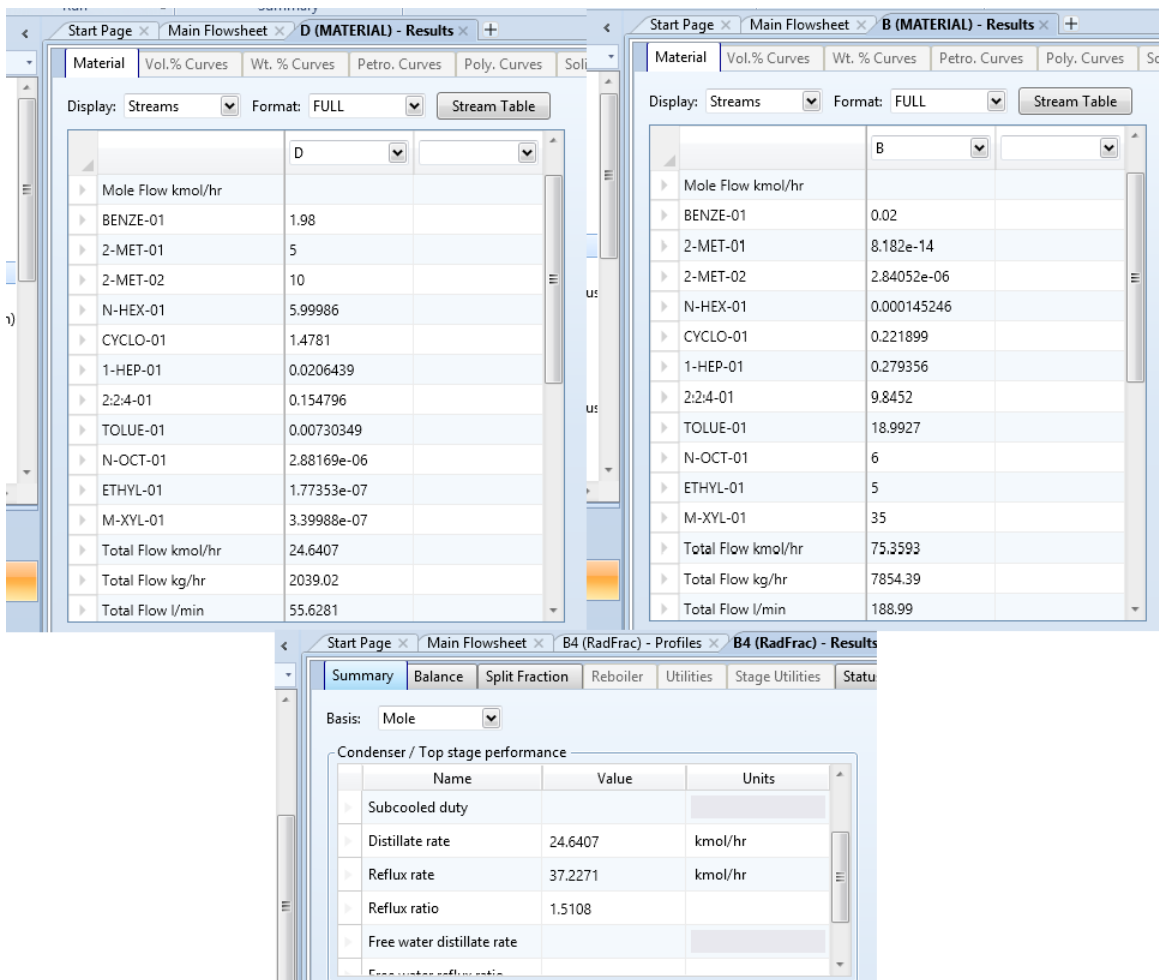 Start Page
Main Flowsheet
D (MATERIAL) - Results
Material
Vol.% Curves
Wt. % Curves
Petro. Curves
Poly. Curves
Display: Streams
Format: FULL
Stream Table
D
Mole Flow kmol/hr
BENZE-01 1.98
2-MET-01 5
2-MET-02 10
N-HEX-01 5.99986
CYCLO-01 1.4781
1-HEP-01 0.0206439
2:2:4-01 0.154796
TOLUE-01 0.00730349
N-OCT-01 2.88169e-06
ETHYL-01 1.77353e-07
M-XYL-01 3.39988e-07
Total Flow kmol/hr 24.6407
Total Flow kg/hr 2039.02
Total Flow l/min 55.6281
Start Page
Main Flowsheet
B (MATERIAL) - Results
Material
Vol.% Curves
Wt. % Curves
Petro. Curves
Poly. Curves
Display: Streams
Format: FULL
Stream Table
B
Mole Flow kmol/hr
BENZE-01 0.02
2-MET-01 8.182e-14
2-MET-02 2.84052e-06
N-HEX-01 0.000145246
CYCLO-01 0.221899
1-HEP-01 0.279356
2:2:4-01 9.8452
TOLUE-01 18.9927
N-OCT-01 6
ETHYL-01 5
M-XYL-01 35
Total Flow kmol/hr 75.3593
Total Flow kg/hr 7854.39
Total Flow l/min 188.99
Start Page
Main Flowsheet
B4 (RadFrac) - Profiles
B4 (RadFrac) - Results
Summary
Balance
Split Fraction
Reboiler
Utilities
Stage Utilities
Statu
Basis: Mole
Condenser / Top stage performance
Name Value Units
Subcooled duty
Distillate rate 24.6407 kmol/hr
Reflux rate 37.2271 kmol/hr
Reflux ratio 1.5108
Free water distillate rate
Free water reflux ratio